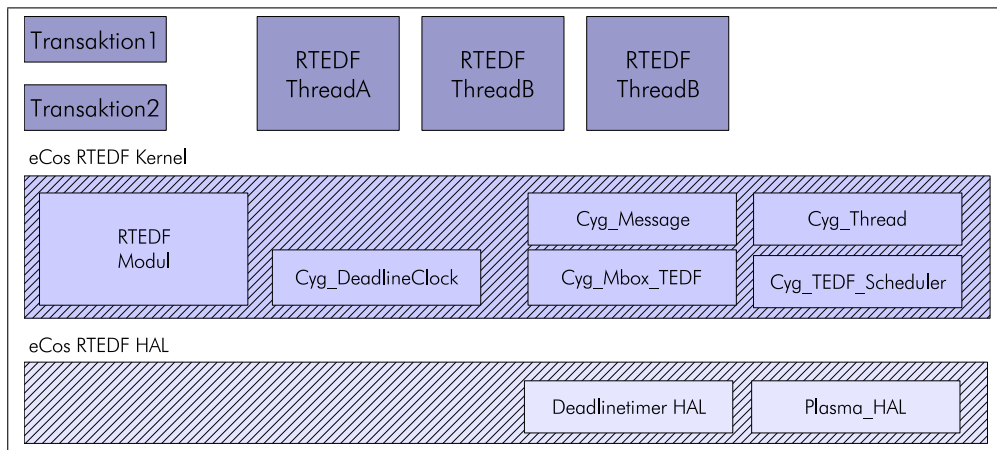 Transaktion1
Transaktion2
RTEDF
ThreadA
RTEDF
ThreadB
RTEDF
ThreadB
eCos RTEDF Kernel
RTEDF
Modul
Cyg_DeadlineClock
Cyg_Message
Cyg_Mbox_TEDF
Cyg_Thread
Cyg_TEDF_Scheduler
eCos RTEDF HAL
Deadlinetimer HAL
Plasma_HAL